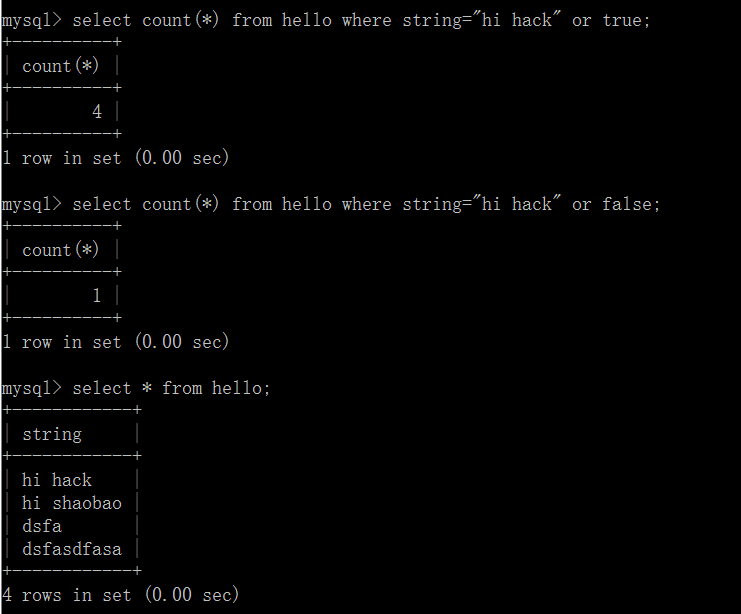 mysql> select count(*) from hello where string="hi hack" or true;
+----------+
| count(*) |
+----------+
|        4 |
+----------+
1 row in set (0.00 sec)

mysql> select count(*) from hello where string="hi hack" or false;
+----------+
| count(*) |
+----------+
|        1 |
+----------+
1 row in set (0.00 sec)

mysql> select * from hello;
+------------+
| string     |
+------------+
| hi hack    |
| hi shaobao |
| dsfa       |
| dsfasdfasa |
+------------+
4 rows in set (0.00 sec)